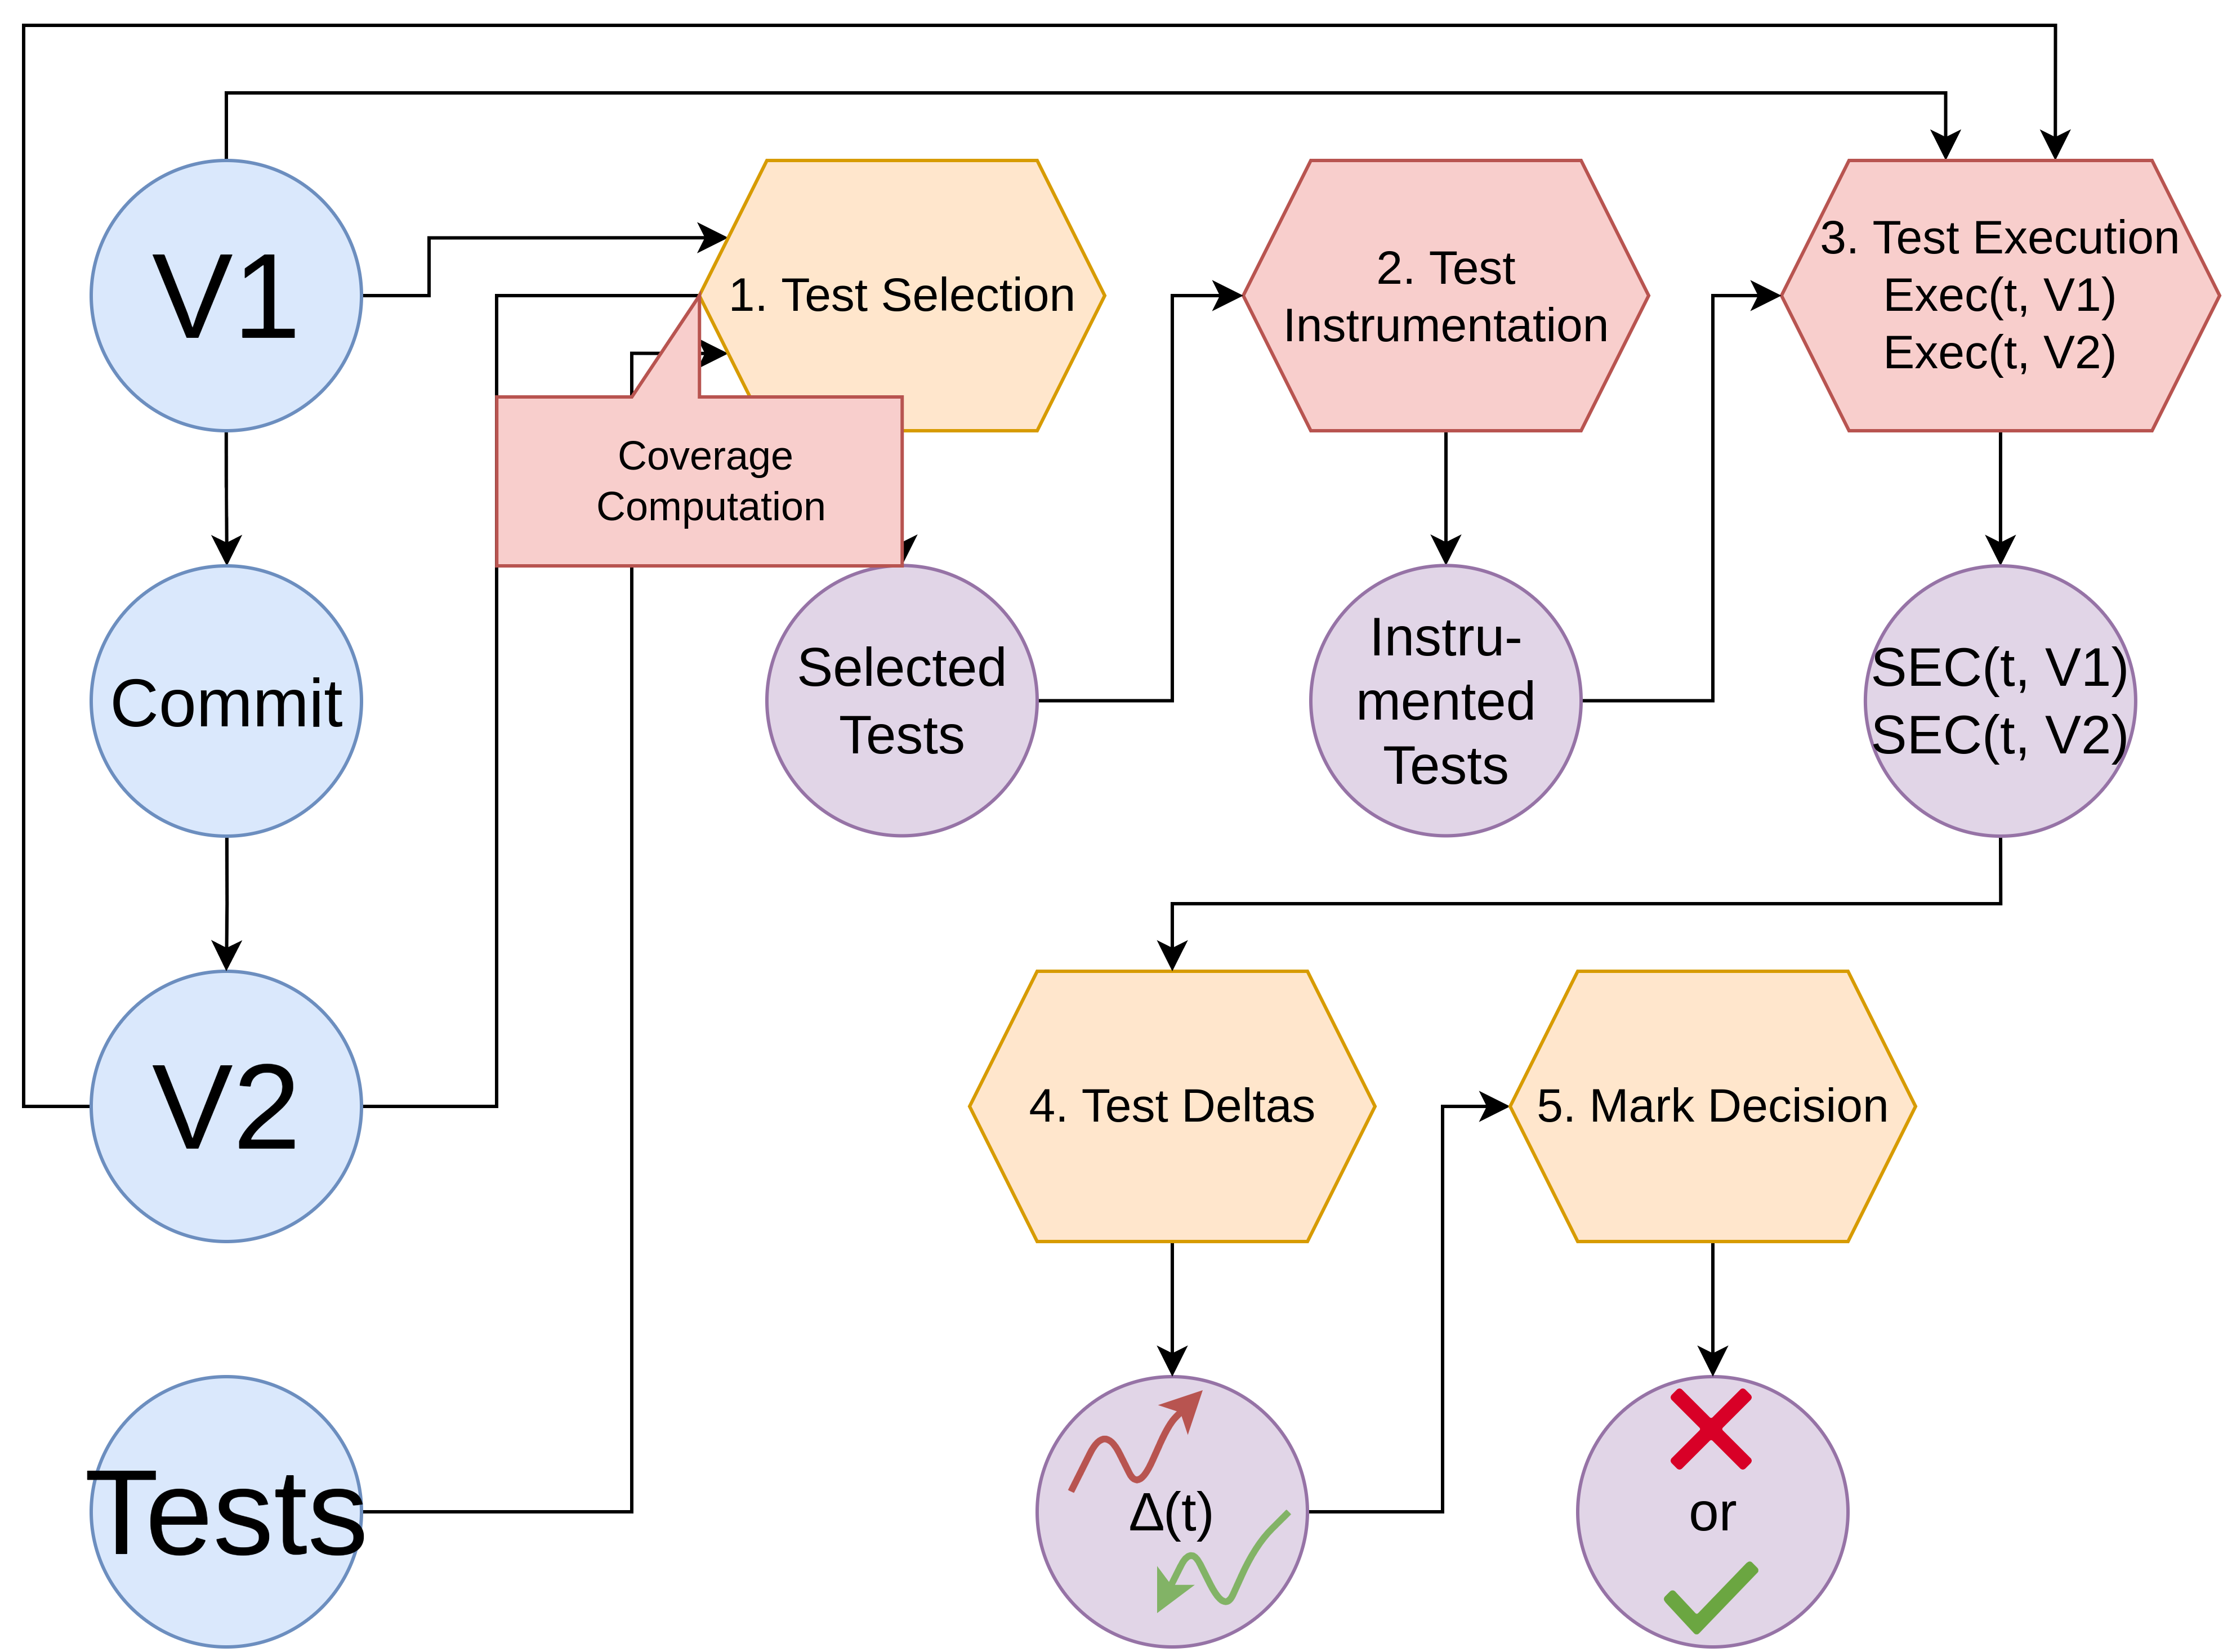 V1
1. Test Selection
2. Test
Instrumentation
3. Test Execution
Exec(t, V1)
Exec(t, V2)
Coverage
Computation
Commit
Selected
Tests
Instru-
mented
Tests
SEC(t, V1)
SEC(t, V2)
V2
4. Test Deltas
5. Mark Decision
Tests
Δ(t)
or